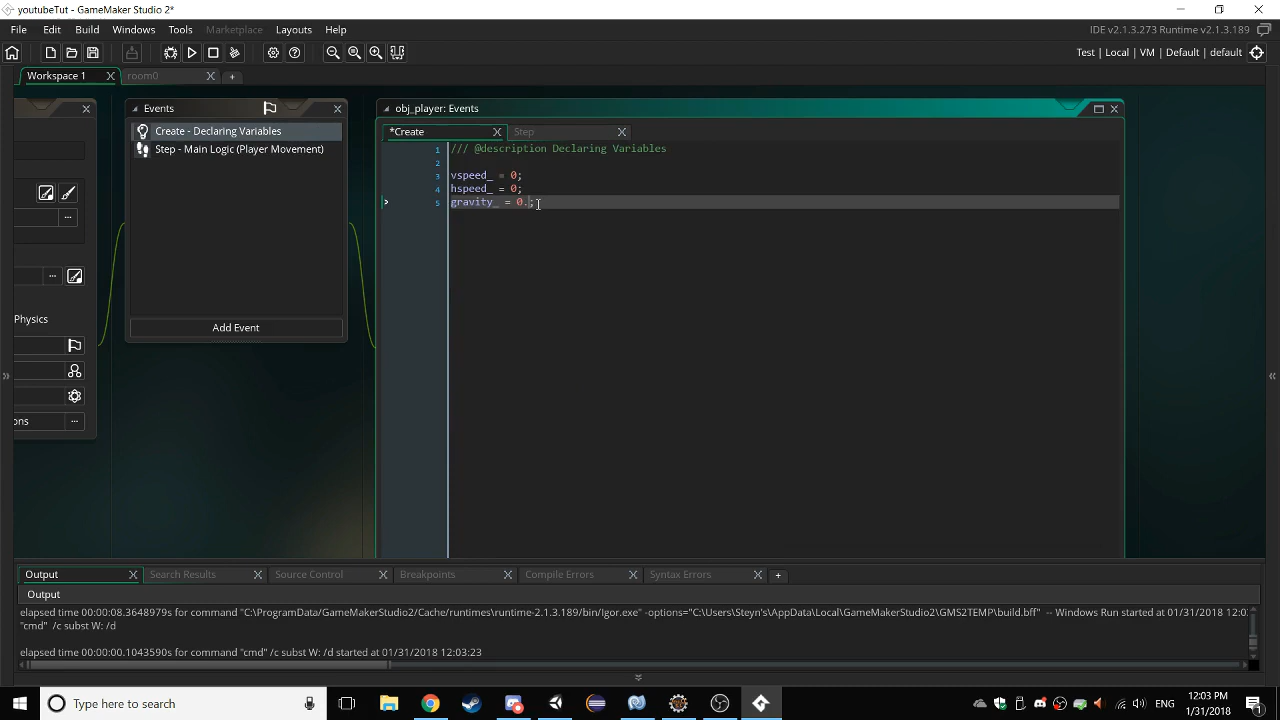 youtubeTut - GameMaker Studio 2*
File Edit Build Windows Tools Marketplace Layouts Help
IDE v2.1.3.273 Runtime v2.1.3.189
Test | Local | VM | Default | default
Workspace 1
room0
Events
Create - Declaring Variables
Step - Main Logic (Player Movement)
Add Event
Physics
ons
obj_player: Events
*Create
Step
1 /// @description Declaring Variables
2
3 vspeed_ = 0;
4 hspeed_ = 0;
5 gravity_ = 0.;
Output
Search Results
Source Control
Breakpoints
Compile Errors
Syntax Errors
Output
elapsed time 00:00:08.3648979s for command "C:\ProgramData/GameMakerStudio2/Cache/runtimes\runtime-2.1.3.189/bin/Igor.exe" -options="C:\Users\Steyn's\AppData\Local\GameMakerStudio2\GMS2TEMP\build.bff" -- Windows Run started at 01/31/2018 12:0
"cmd" /c subst W: /d
elapsed time 00:00:00.1043590s for command "cmd" /c subst W: /d started at 01/31/2018 12:03:23
Type here to search
ENG
12:03 PM
1/31/2018